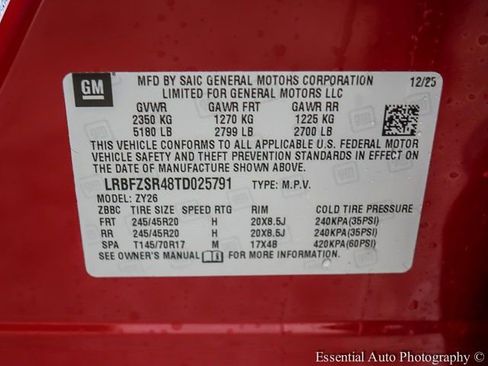 GM
MFD BY SAIC GENERAL MOTORS CORPORATION 12/25
LIMITED FOR GENERAL MOTORS LLC
GVWR GAWR FRT GAWR RR
2350 KG 1270 KG 1225 KG
5180 LB 2799 LB 2700 LB
THIS VEHICLE CONFORMS TO ALL APPLICABLE U.S. FEDERAL MOTOR
VEHICLE SAFETY AND THEFT PREVENTION STANDARDS IN EFFECT ON
THE DATE OF MANUFACTURE SHOWN ABOVE.
LRBFZSR48TD025791 TYPE: M.P.V.
MODEL: ZY26
ZBBC TIRE SIZE SPEED RTG RIM COLD TIRE PRESSURE
FRT 245/45R20 H 20X8.5J 240KPA(35PSI)
RR 245/45R20 H 20X8.5J 240KPA(35PSI)
SPA T145/70R17 M 17X4B 420KPA(60PSI)
SEE OWNER'S MANUAL FOR MORE INFORMATION.
Essential Auto Photography ©